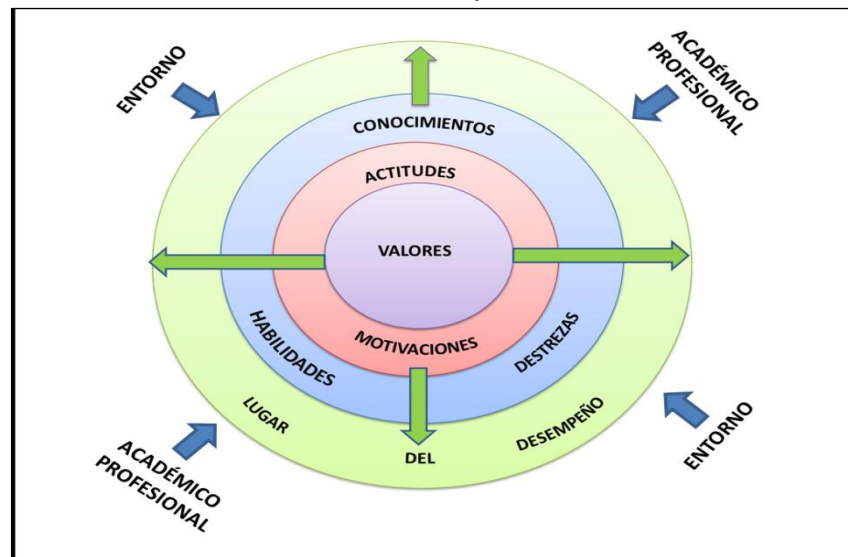 ENTORNO
ACADÉMICO
PROFESIONAL
CONOCIMIENTOS
ACTITUDES
VALORES
MOTIVACIONES
HABILIDADES
DESTREZAS
LUGAR
DEL
DESEMPEÑO
ACADÉMICO
PROFESIONAL
ENTORNO